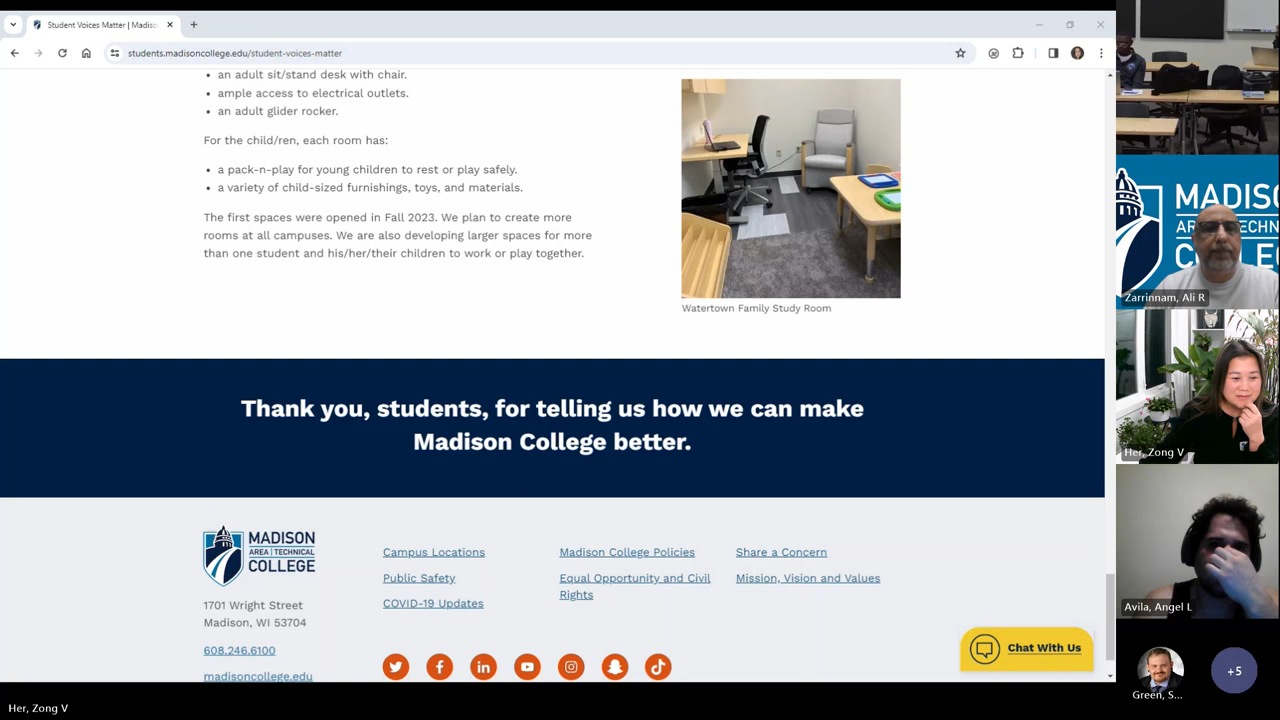 Student Voices Matter | Madiso
students.madisoncollege.edu/student-voices-matter
• an adult sit/stand desk with chair.
• ample access to electrical outlets.
• an adult glider rocker.
For the child/ren, each room has:
• a pack-n-play for young children to rest or play safely.
• a variety of child-sized furnishings, toys, and materials.
The first spaces were opened in Fall 2023. We plan to create more
rooms at all campuses. We are also developing larger spaces for more
than one student and his/her/their children to work or play together.
Watertown Family Study Room
Thank you, students, for telling us how we can make
Madison College better.
MADISON
AREA | TECHNICAL
COLLEGE
1701 Wright Street
Madison, WI 53704
608.246.6100
madisoncollege.edu
Campus Locations
Public Safety
COVID-19 Updates
Madison College Policies
Equal Opportunity and Civil
Rights
Share a Concern
Mission, Vision and Values
Chat With Us
Zarrinnam, Ali R
Her, Zong V
Avila, Angel L
Green, S...
+5
Her, Zong V